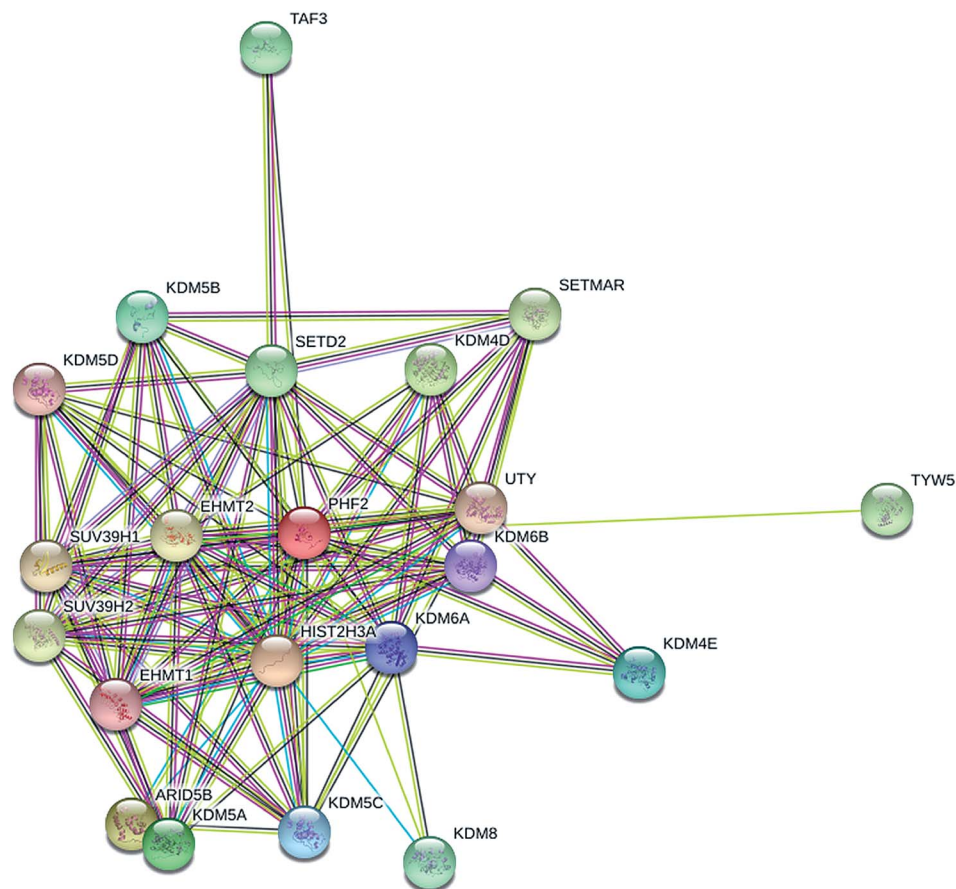 TAF3
SETMAR
KDM5B
SETD2
KDM4D
KDM5D
UTY
TYW5
EHMT2
PHF2
SUV39H1
KDM6B
SUV39H2
KDM6A
HIST2H3A
KDM4E
EHMT1
ARID5B
KDM5C
KDM5A
KDM8